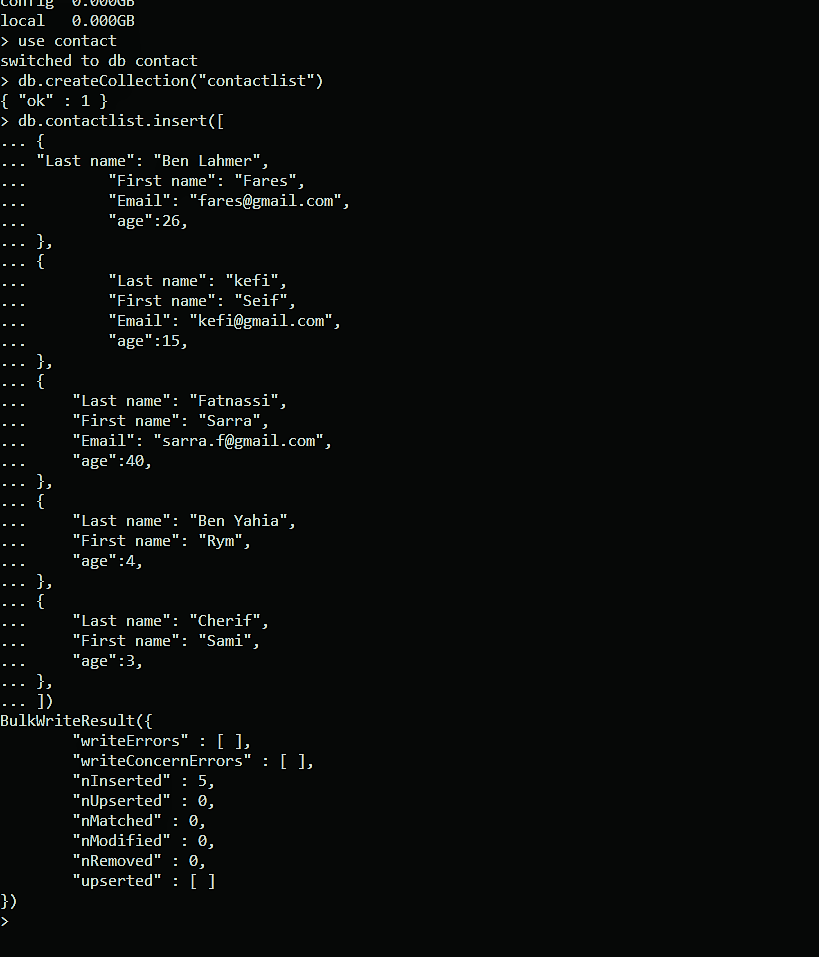 config  0.000GB
local   0.000GB
> use contact
switched to db contact
> db.createCollection("contactlist")
{ "ok" : 1 }
> db.contactlist.insert([
... {
... "Last name": "Ben Lahmer",
...         "First name": "Fares",
...         "Email": "fares@gmail.com",
...         "age":26,
... },
... {
...         "Last name": "kefi",
...         "First name": "Seif",
...         "Email": "kefi@gmail.com",
...         "age":15,
... },
... {
...     "Last name": "Fatnassi",
...     "First name": "Sarra",
...     "Email": "sarra.f@gmail.com",
...     "age":40,
... },
... {
...     "Last name": "Ben Yahia",
...     "First name": "Rym",
...     "age":4,
... },
... {
...     "Last name": "Cherif",
...     "First name": "Sami",
...     "age":3,
... },
... ])
BulkWriteResult({
        "writeErrors" : [ ],
        "writeConcernErrors" : [ ],
        "nInserted" : 5,
        "nUpserted" : 0,
        "nMatched" : 0,
        "nModified" : 0,
        "nRemoved" : 0,
        "upserted" : [ ]
})
>